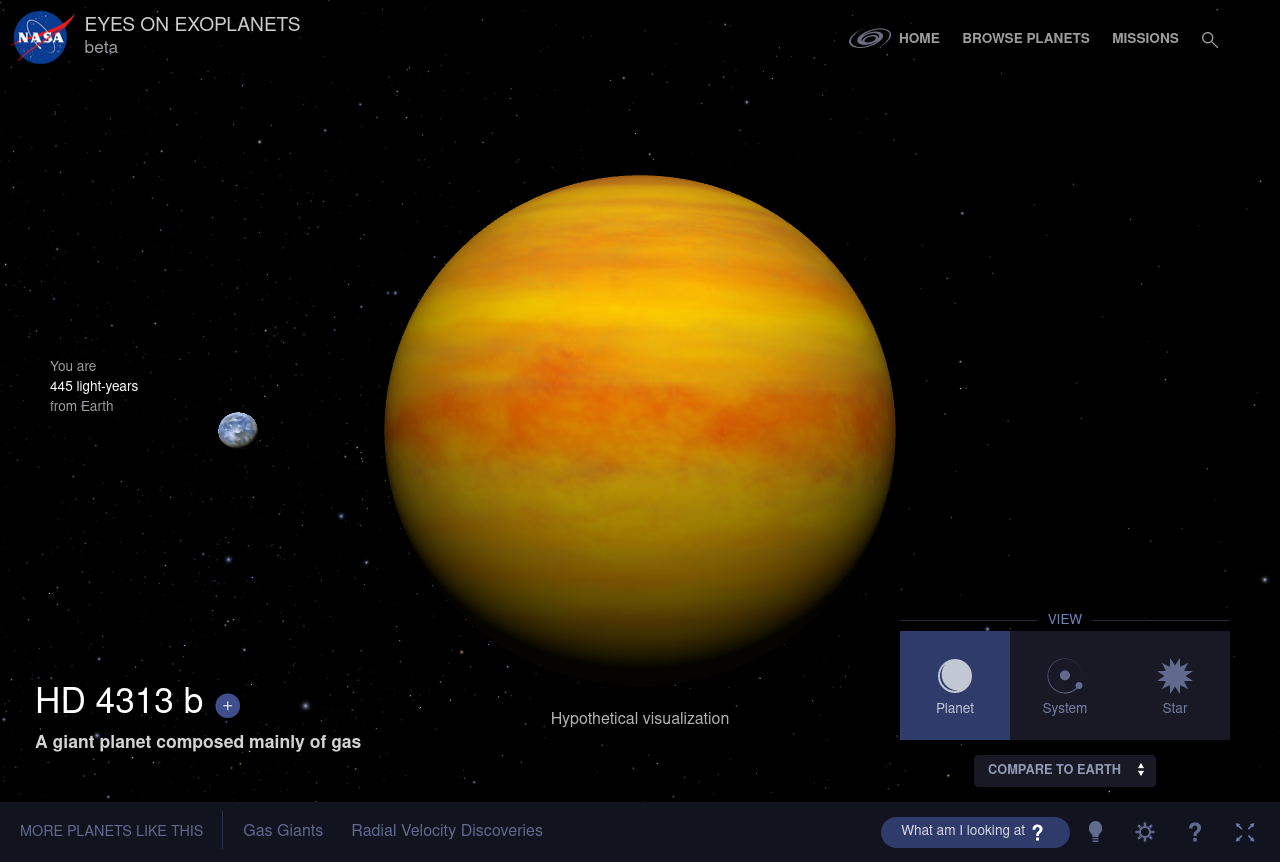 NASA
EYES ON EXOPLANETS
beta
HOME BROWSE PLANETS MISSIONS
You are
445 light-years
from Earth
HD 4313 b +
A giant planet composed mainly of gas
Hypothetical visualization
VIEW
Planet System Star
COMPARE TO EARTH
MORE PLANETS LIKE THIS Gas Giants Radial Velocity Discoveries
What am I looking at ? ?